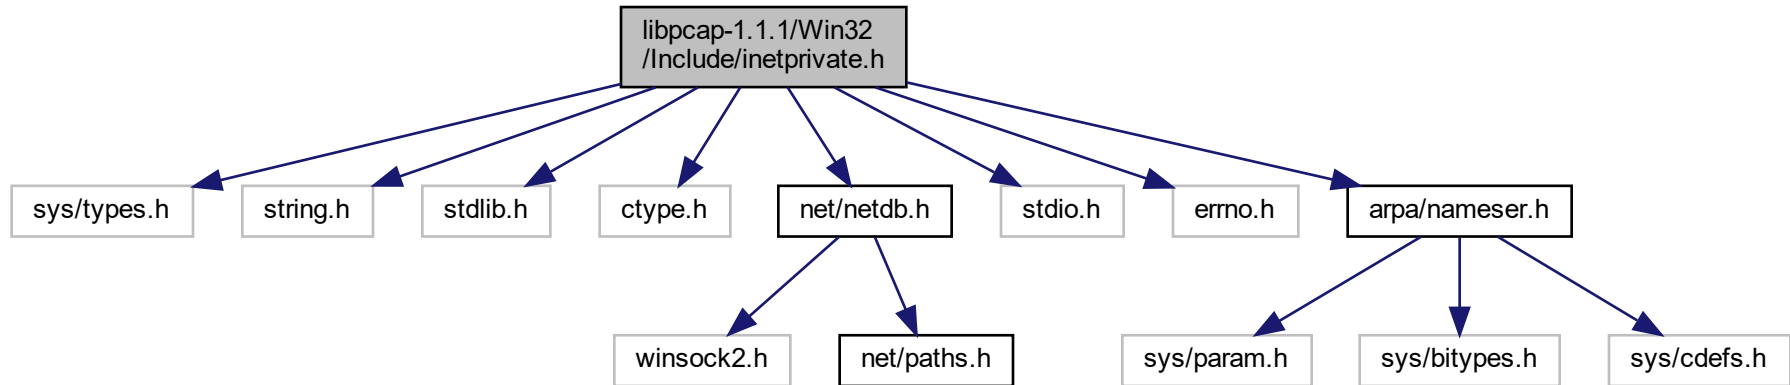 libpcap-1.1.1/Win32
/Include/inetprivate.h
sys/types.h
string.h
stdlib.h
ctype.h
net/netdb.h
stdio.h
errno.h
arpa/nameser.h
winsock2.h
net/paths.h
sys/param.h
sys/bitypes.h
sys/cdefs.h